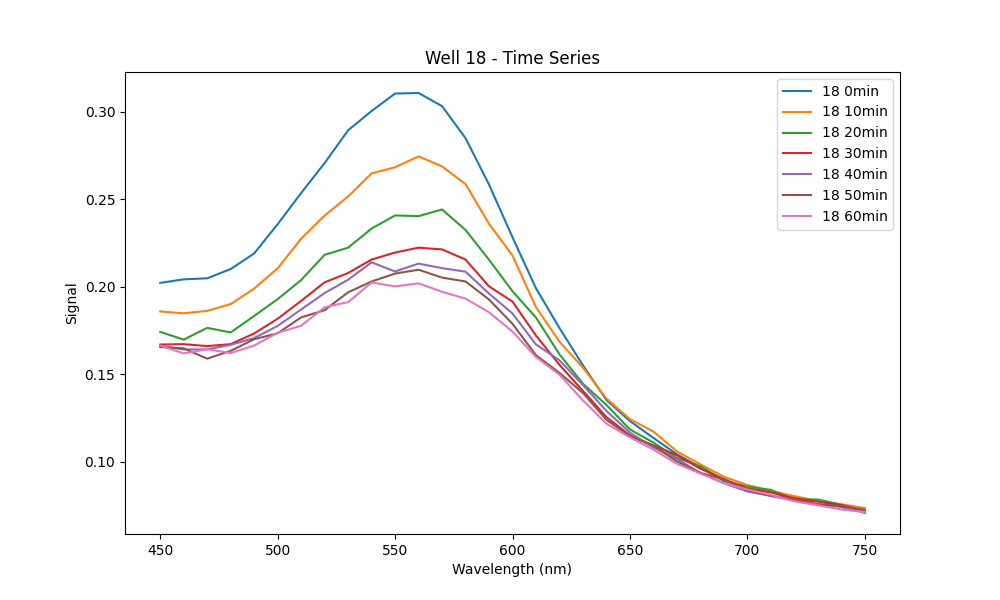 Well 18 - Time Series
18 0min
18 10min
18 20min
18 30min
18 40min
18 50min
18 60min
Signal
0.30
0.25
0.20
0.15
0.10
450 500 550 600 650 700 750
Wavelength (nm)